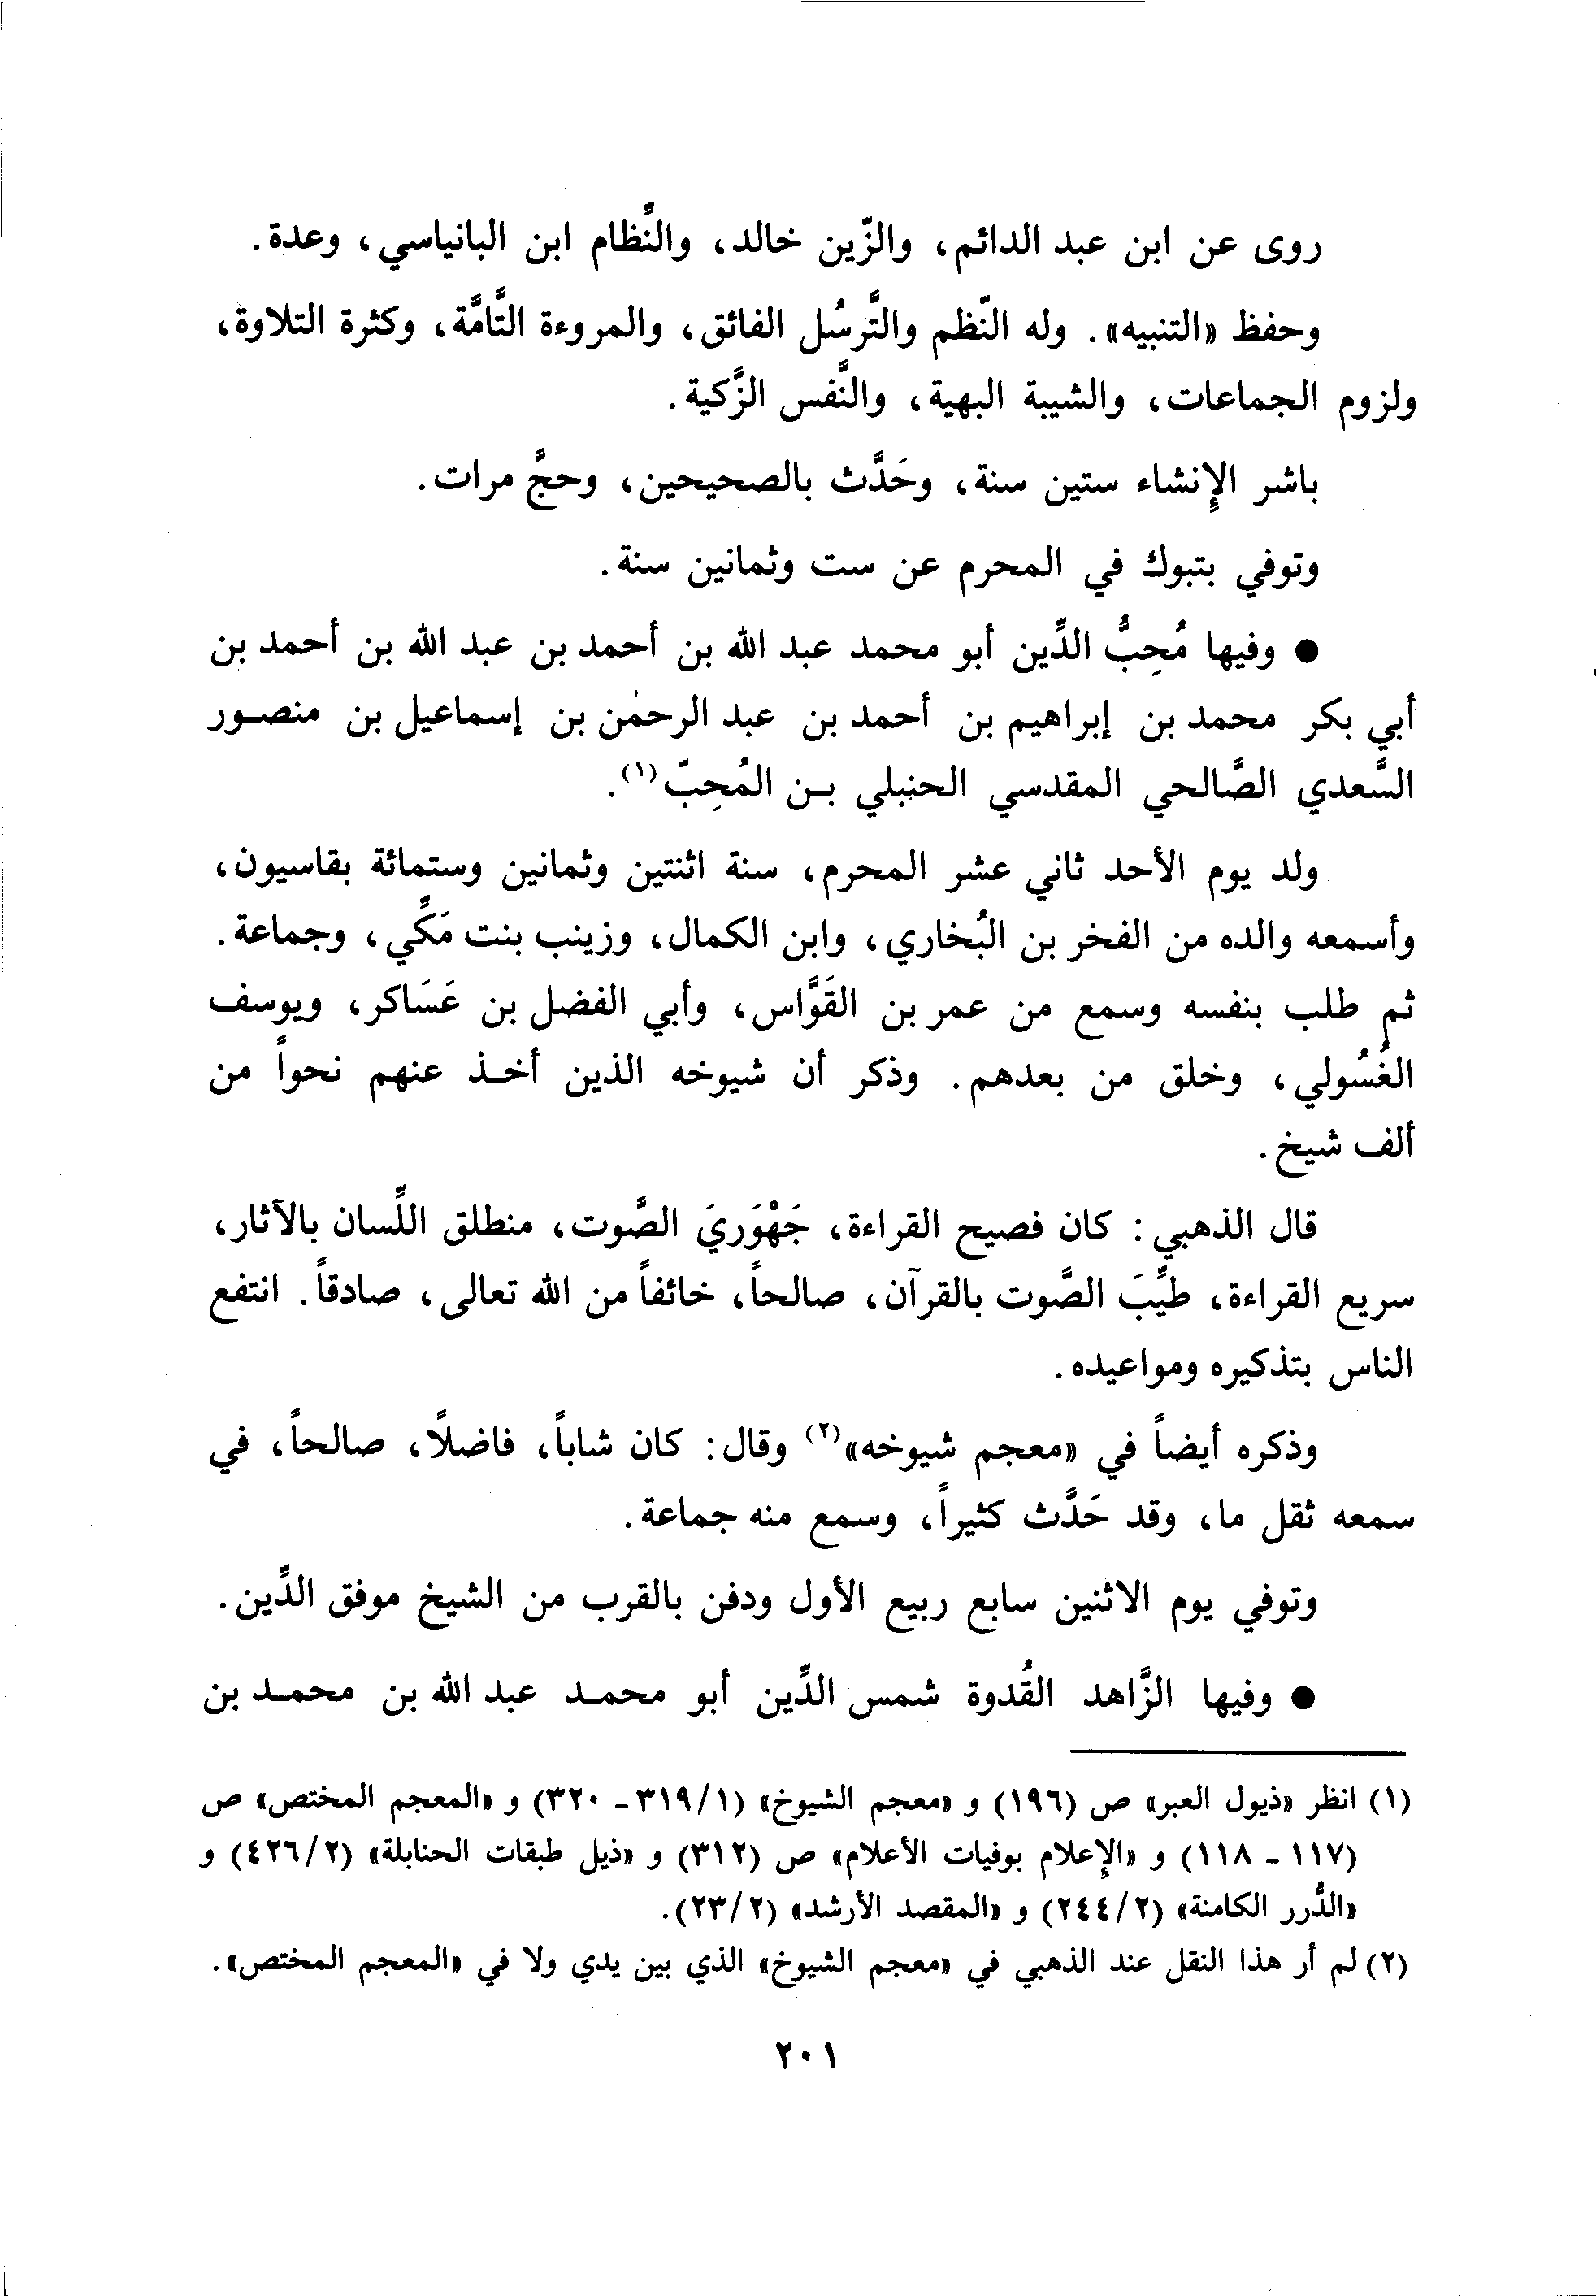 روى عن ابن عبد الدائم، والزّين خالد، والنِّظام ابن البانياسي، وعدة.
وحفظ «التنبيه». وله النّظم والتَّرسُل الفائق، والمروءة التَّامَّة، وكثرة التلاوة،
ولزوم الجماعات، والشيبة البهية، والنَّفس الزَّكية.
باشر الإِنشاء ستين سنة، وحَدَّث بالصحيحين، وحجَّ مرات.
وتوفي بتبوك في المحرم عن ست وثمانين سنة.
● وفيها مُحِبُّ الدِّين أبو محمد عبد الله بن أحمد بن عبد الله بن أحمد بن
أبي بكر محمد بن إبراهيم بن أحمد بن عبد الرحمٰن بن إسماعيل بن منصور
السَّعدي الصَّالحي المقدسي الحنبلي بن المُحِبّ(١).
ولد يوم الأحد ثاني عشر المحرم، سنة اثنتين وثمانين وستمائة بقاسيون،
وأسمعه والده من الفخر بن البُخاري، وابن الكمال، وزينب بنت مَكِّي، وجماعة.
ثم طلب بنفسه وسمع من عمر بن القَوَّاس، وأبي الفضل بن عَسَاكر، ويوسف
الغُسُولي، وخلق من بعدهم. وذكر أن شيوخه الذين أخذ عنهم نحواً من
ألف شيخ.
قال الذهبي: كان فصيح القراءة، جَهْوَريَ الصَّوت، منطلق اللِّسان بالآثار،
سريع القراءة، طيِّبَ الصَّوت بالقرآن، صالحاً، خائفاً من الله تعالى، صادقاً. انتفع
الناس بتذكيره ومواعيده.
وذكره أيضاً في «معجم شيوخه»(٢) وقال: كان شاباً، فاضلاً، صالحاً، في
سمعه ثقل ما، وقد حَدَّث كثيراً، وسمع منه جماعة.
وتوفي يوم الاثنين سابع ربيع الأول ودفن بالقرب من الشيخ موفق الدِّين.
● وفيها الزَّاهد القُدوة شمس الدِّين أبو محمد عبد الله بن محمد بن
(١) انظر «ذيول العبر» ص (١٩٦) و «معجم الشيوخ» (٣١٩/١ - ٣٢٠) و «المعجم المختص» ص
(١١٧ - ١١٨) و «الإِعلام بوفيات الأعلام» ص (٣١٢) و «ذيل طبقات الحنابلة» (٤٢٦/٢) و
«الدُّرر الكامنة» (٢٤٤/٢) و «المقصد الأرشد» (٢٣/٢).
(٢) لم أر هذا النقل عند الذهبي في «معجم الشيوخ» الذي بين يدي ولا في «المعجم المختص».
٢٠١